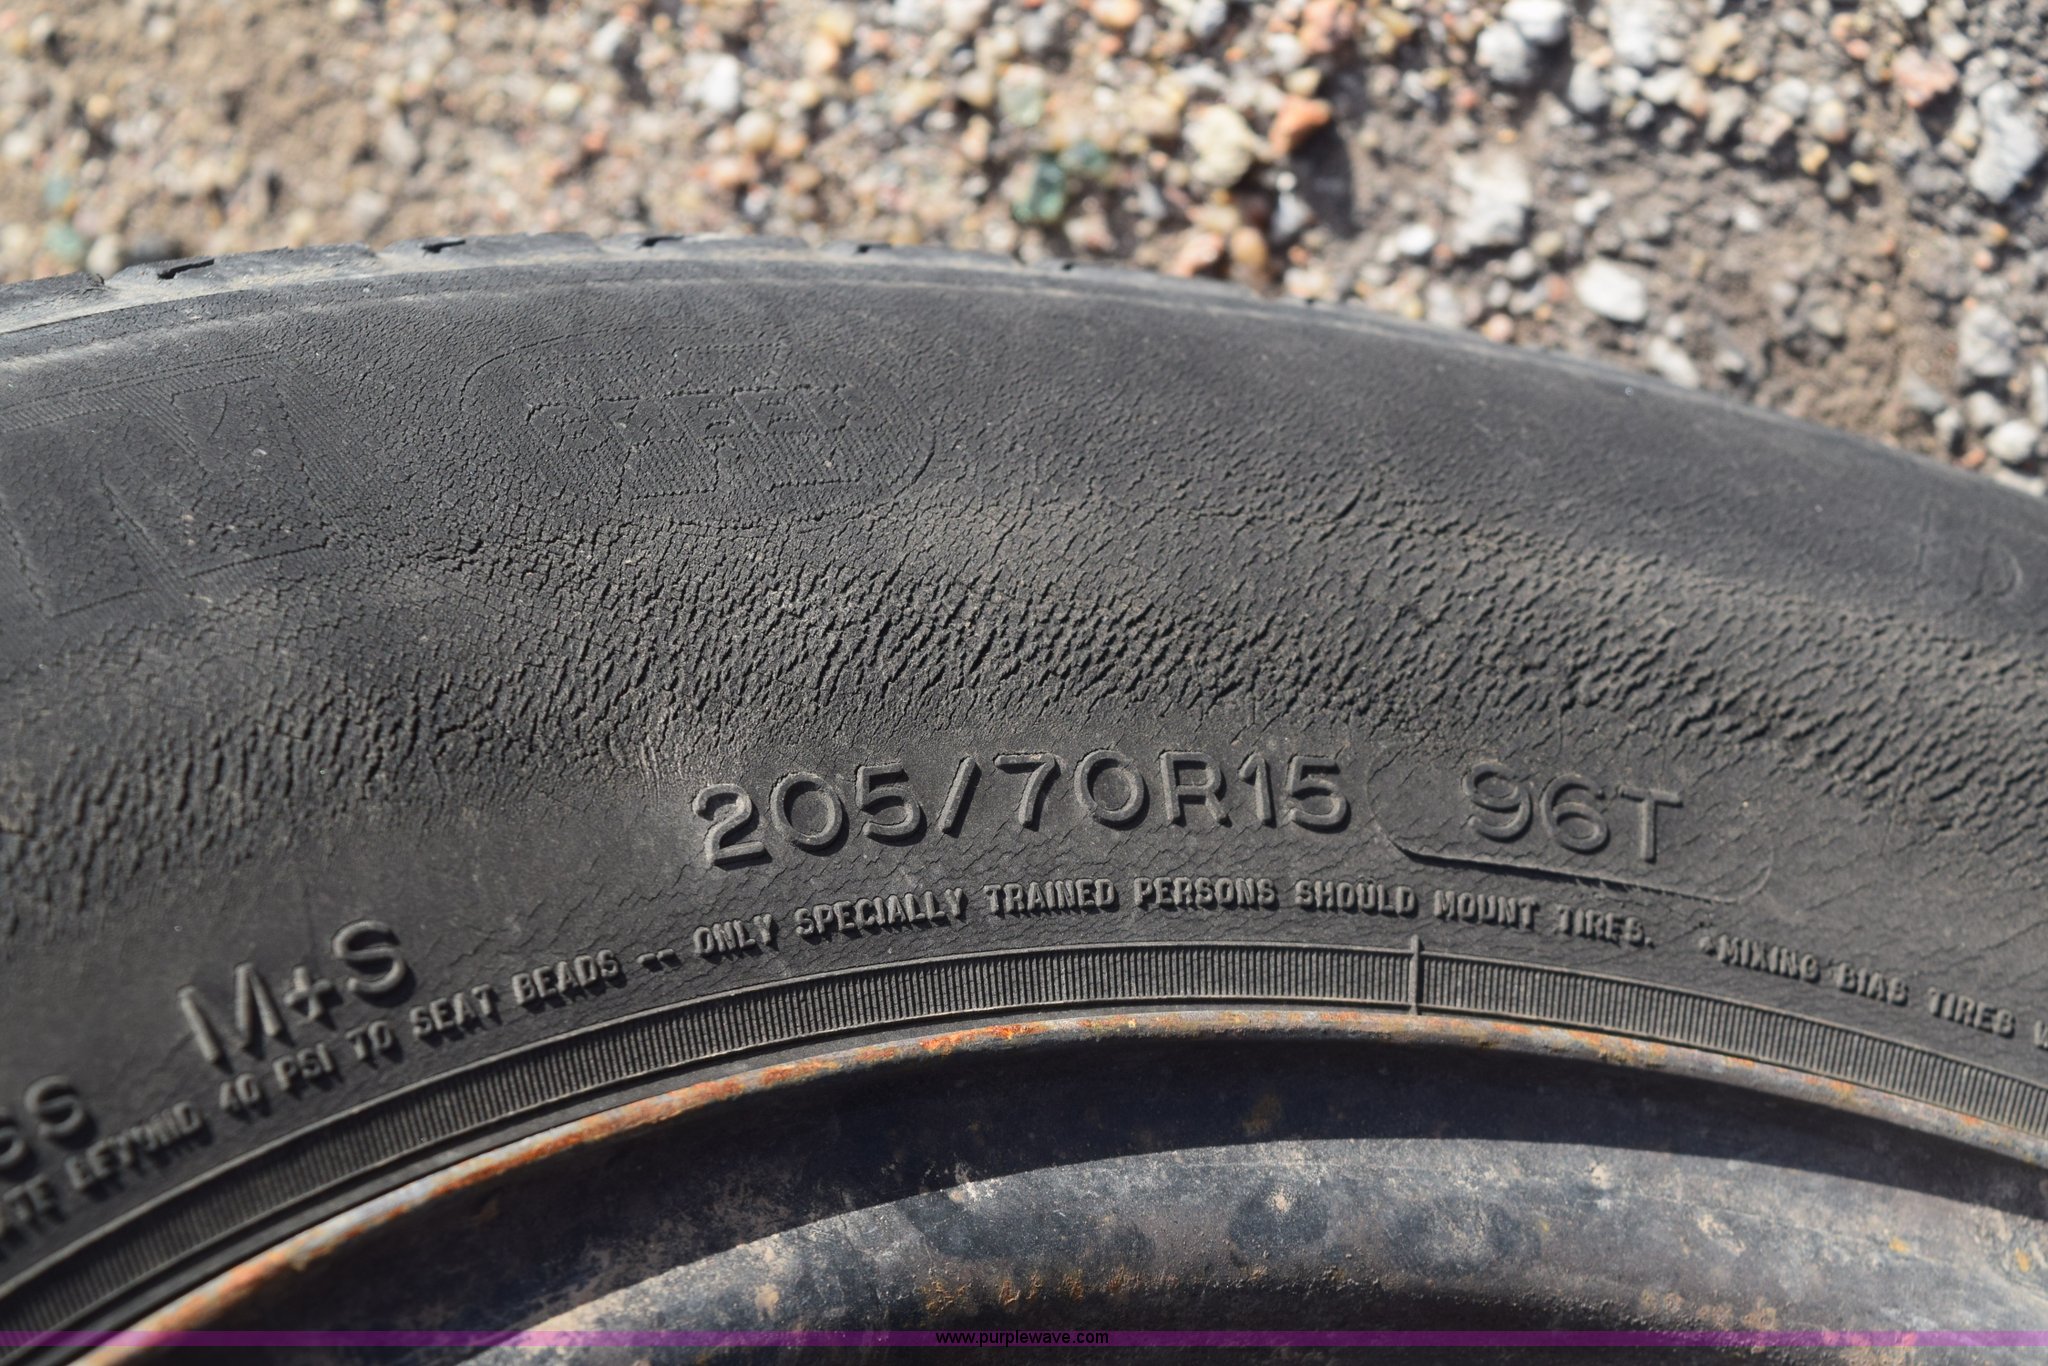 205/70R15 96T
M+S
SS
BEYOND 40 PSI TO SEAT BEADS -- ONLY SPECIALLY TRAINED PERSONS SHOULD MOUNT TIRES. •MIXING BIAS TIRES
www.purplewave.com